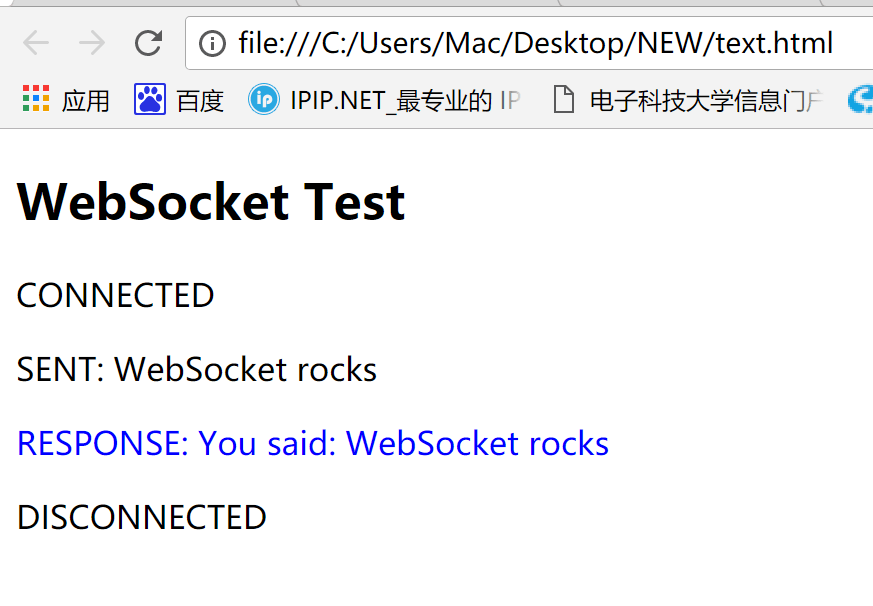 file:///C:/Users/Mac/Desktop/NEW/text.html
应用 百度 ip IPIP.NET_最专业的 IP 电子科技大学信息门户
WebSocket Test
CONNECTED
SENT: WebSocket rocks
RESPONSE: You said: WebSocket rocks
DISCONNECTED